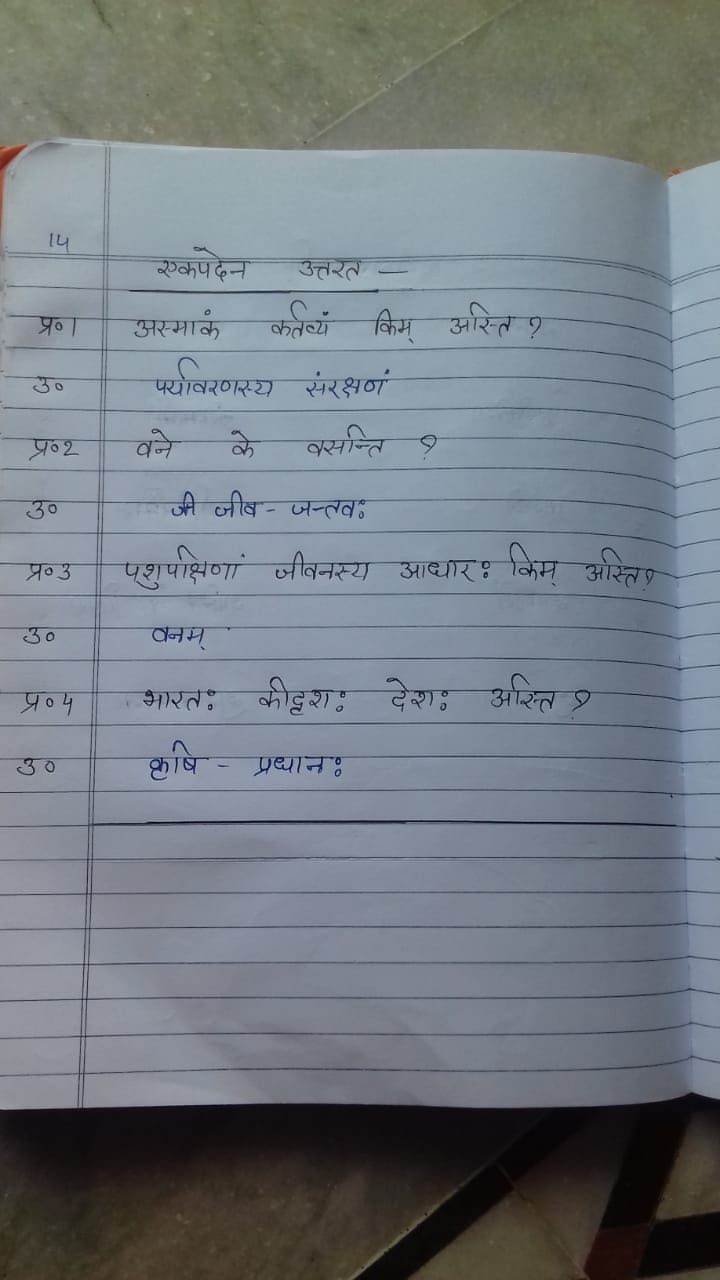 14
एकपदेन उत्तरत –
प्र०1 अस्माकं कर्तव्यं किम् अस्ति ?
उ० पर्यावरणस्य संरक्षणं
प्र०2 वने के वसन्ति ?
उ० जीव - जन्तवः
प्र०3 पशुपक्षिणां जीवनस्य आधारः किम् अस्ति?
उ० वनम्
प्र०4 भारतः कीदृशः देशः अस्ति ?
उ० कृषि - प्रधानः